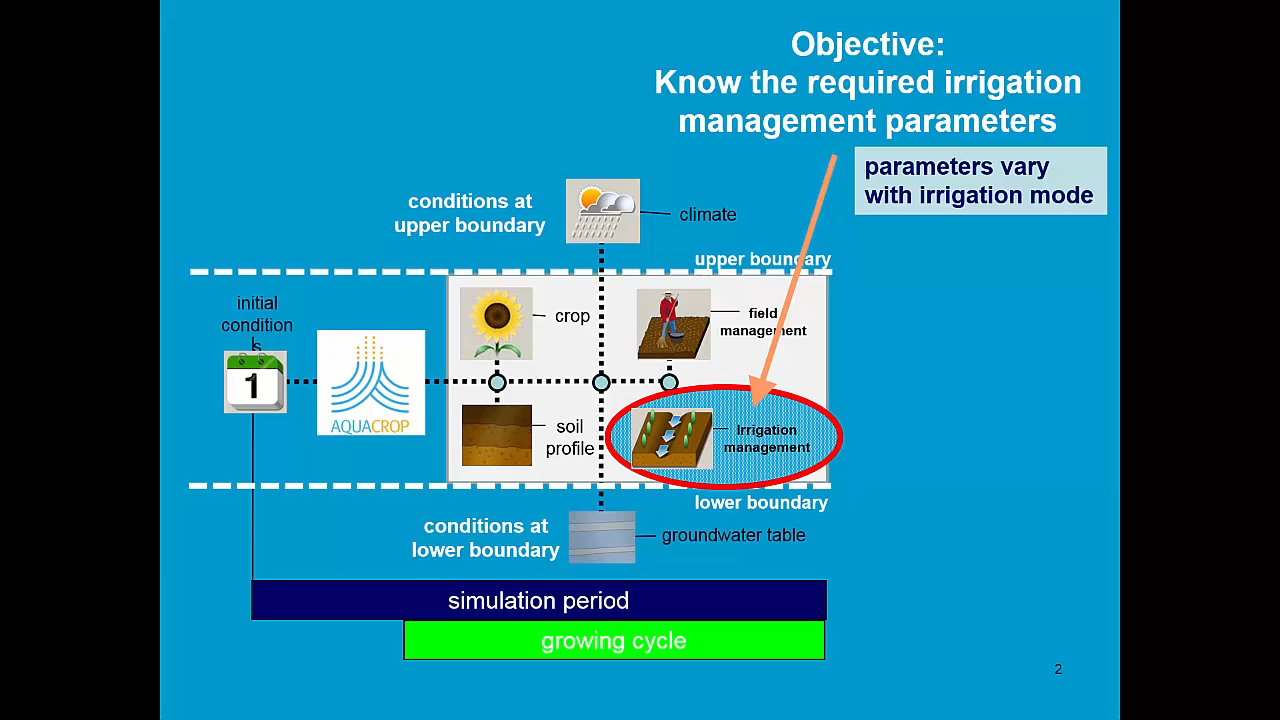 Objective:
Know the required irrigation
management parameters
parameters vary
with irrigation mode
conditions at
upper boundary
climate
upper boundary
initial
condition
s
1
AQUACROP
crop
field
management
soil
profile
Irrigation
management
lower boundary
conditions at
lower boundary
groundwater table
simulation period
growing cycle
2